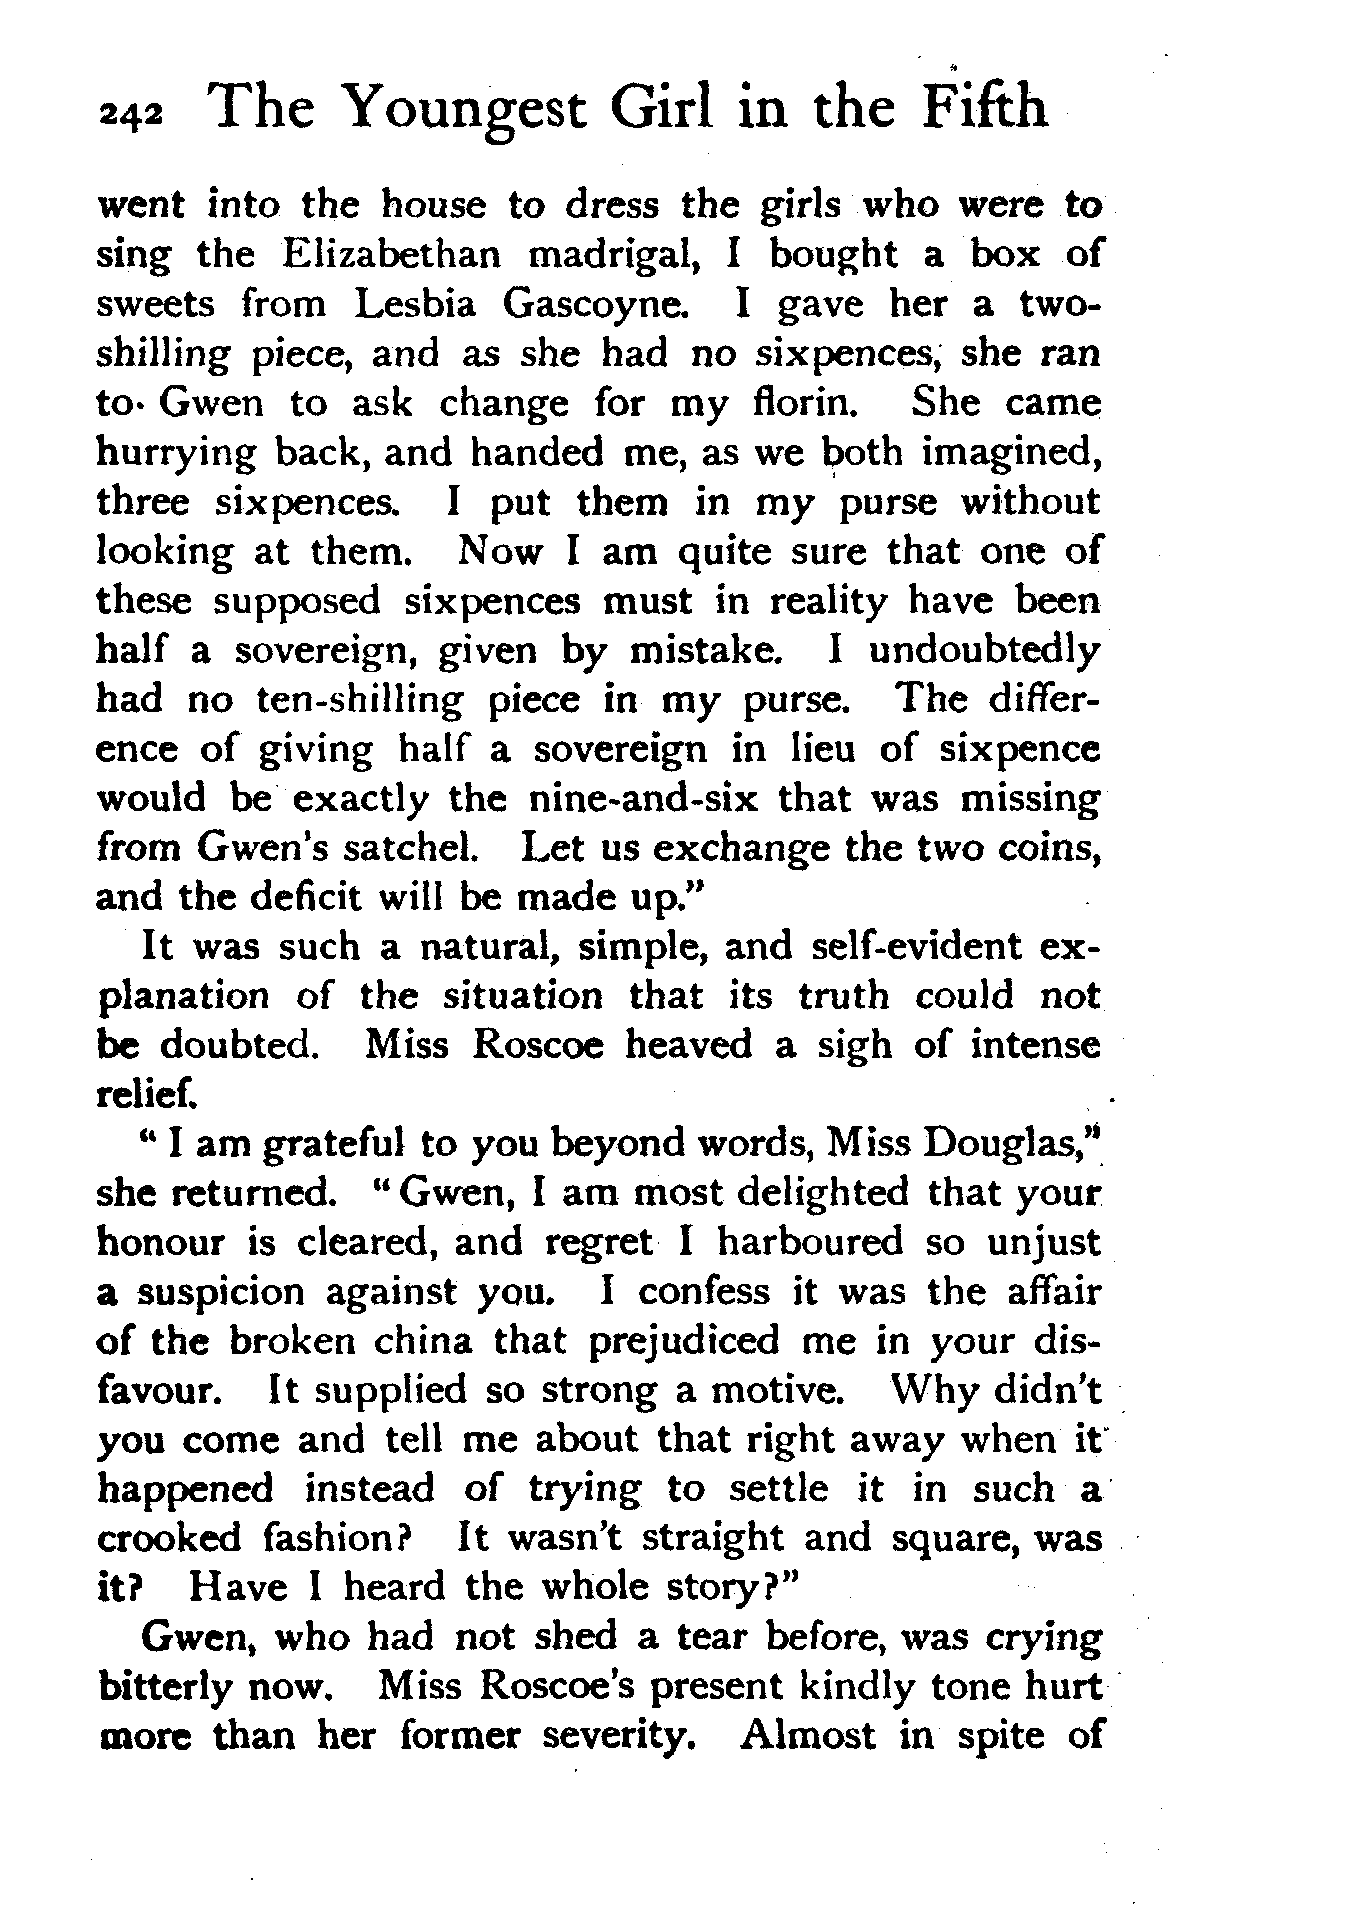 242 The Youngest Girl in the Fifth
went into the house to dress the girls who were to
sing the Elizabethan madrigal, I bought a box of
sweets from Lesbia Gascoyne. I gave her a two-
shilling piece, and as she had no sixpences, she ran
to Gwen to ask change for my florin. She came
hurrying back, and handed me, as we both imagined,
three sixpences. I put them in my purse without
looking at them. Now I am quite sure that one of
these supposed sixpences must in reality have been
half a sovereign, given by mistake. I undoubtedly
had no ten-shilling piece in my purse. The differ-
ence of giving half a sovereign in lieu of sixpence
would be exactly the nine-and-six that was missing
from Gwen's satchel. Let us exchange the two coins,
and the deficit will be made up."
It was such a natural, simple, and self-evident ex-
planation of the situation that its truth could not
be doubted. Miss Roscoe heaved a sigh of intense
relief.
"I am grateful to you beyond words, Miss Douglas,"
she returned. "Gwen, I am most delighted that your
honour is cleared, and regret I harboured so unjust
a suspicion against you. I confess it was the affair
of the broken china that prejudiced me in your dis-
favour. It supplied so strong a motive. Why didn't
you come and tell me about that right away when it
happened instead of trying to settle it in such a
crooked fashion? It wasn't straight and square, was
it? Have I heard the whole story?"
Gwen, who had not shed a tear before, was crying
bitterly now. Miss Roscoe's present kindly tone hurt
more than her former severity. Almost in spite of